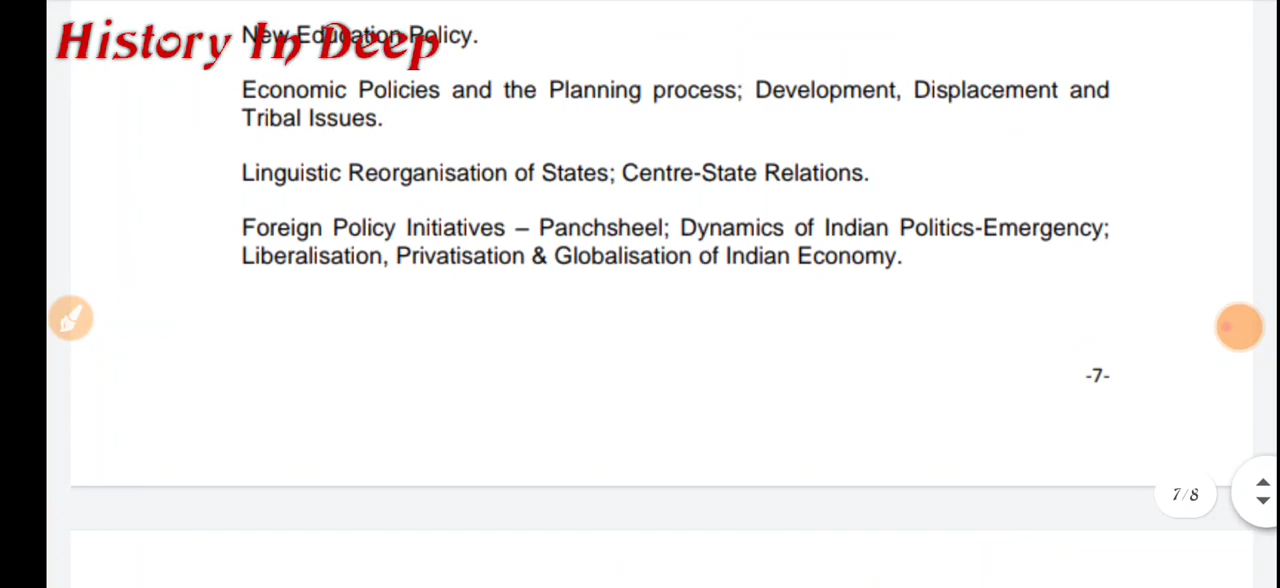 History In Deep
New Education Policy.
Economic Policies and the Planning process; Development, Displacement and
Tribal Issues.
Linguistic Reorganisation of States; Centre-State Relations.
Foreign Policy Initiatives – Panchsheel; Dynamics of Indian Politics-Emergency;
Liberalisation, Privatisation & Globalisation of Indian Economy.
-7-
7/8